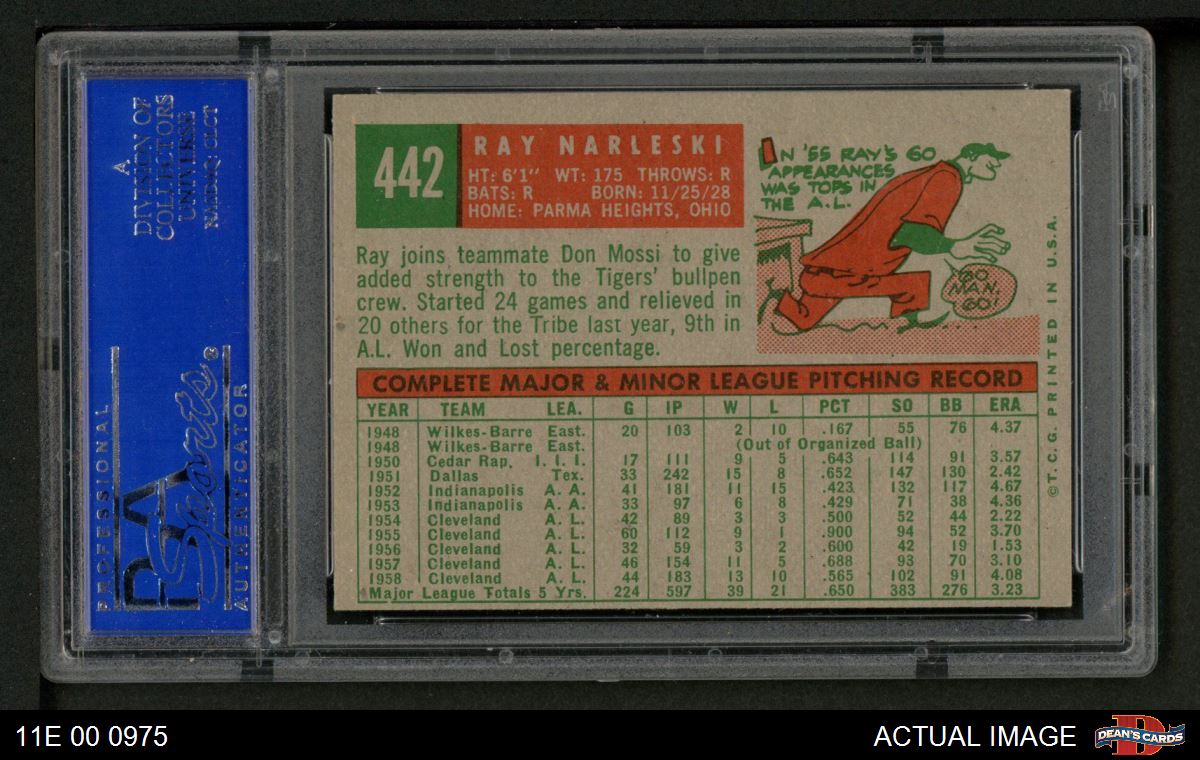 A
DIVISION OF
COLLECTORS
UNIVERSE
NASDAQ: CLCT
PROFESSIONAL
PSA
Sports®
AUTHENTICATOR
442
RAY NARLESKI
HT: 6'1" WT: 175 THROWS: R
BATS: R BORN: 11/25/28
HOME: PARMA HEIGHTS, OHIO
IN '55 RAY'S 60
APPEARANCES
WAS TOPS IN
THE A.L.
GO
MAN
GO!
Ray joins teammate Don Mossi to give
added strength to the Tigers' bullpen
crew. Started 24 games and relieved in
20 others for the Tribe last year, 9th in
A.L. Won and Lost percentage.
COMPLETE MAJOR & MINOR LEAGUE PITCHING RECORD
YEAR TEAM LEA. G IP W L PCT SO BB ERA
1948 Wilkes-Barre East. 20 103 2 10 .167 55 76 4.37
1948 Wilkes-Barre East. (Out of Organized Ball)
1950 Cedar Rap. I. I. I. 17 111 9 5 .643 114 91 3.57
1951 Dallas Tex. 33 242 15 8 .652 147 130 2.42
1952 Indianapolis A. A. 41 181 11 15 .423 132 117 4.67
1953 Indianapolis A. A. 33 97 6 8 .429 71 38 4.36
1954 Cleveland A. L. 42 89 3 3 .500 52 44 2.22
1955 Cleveland A. L. 60 112 9 1 .900 94 52 3.70
1956 Cleveland A. L. 32 59 3 2 .600 42 19 1.53
1957 Cleveland A. L. 46 154 11 5 .688 93 70 3.10
1958 Cleveland A. L. 44 183 13 10 .565 102 91 4.08
Major League Totals 5 Yrs. 224 597 39 21 .650 383 276 3.23
©T.C.G. PRINTED IN U.S.A.
11E 00 0975
ACTUAL IMAGE
D
DEAN'S CARDS